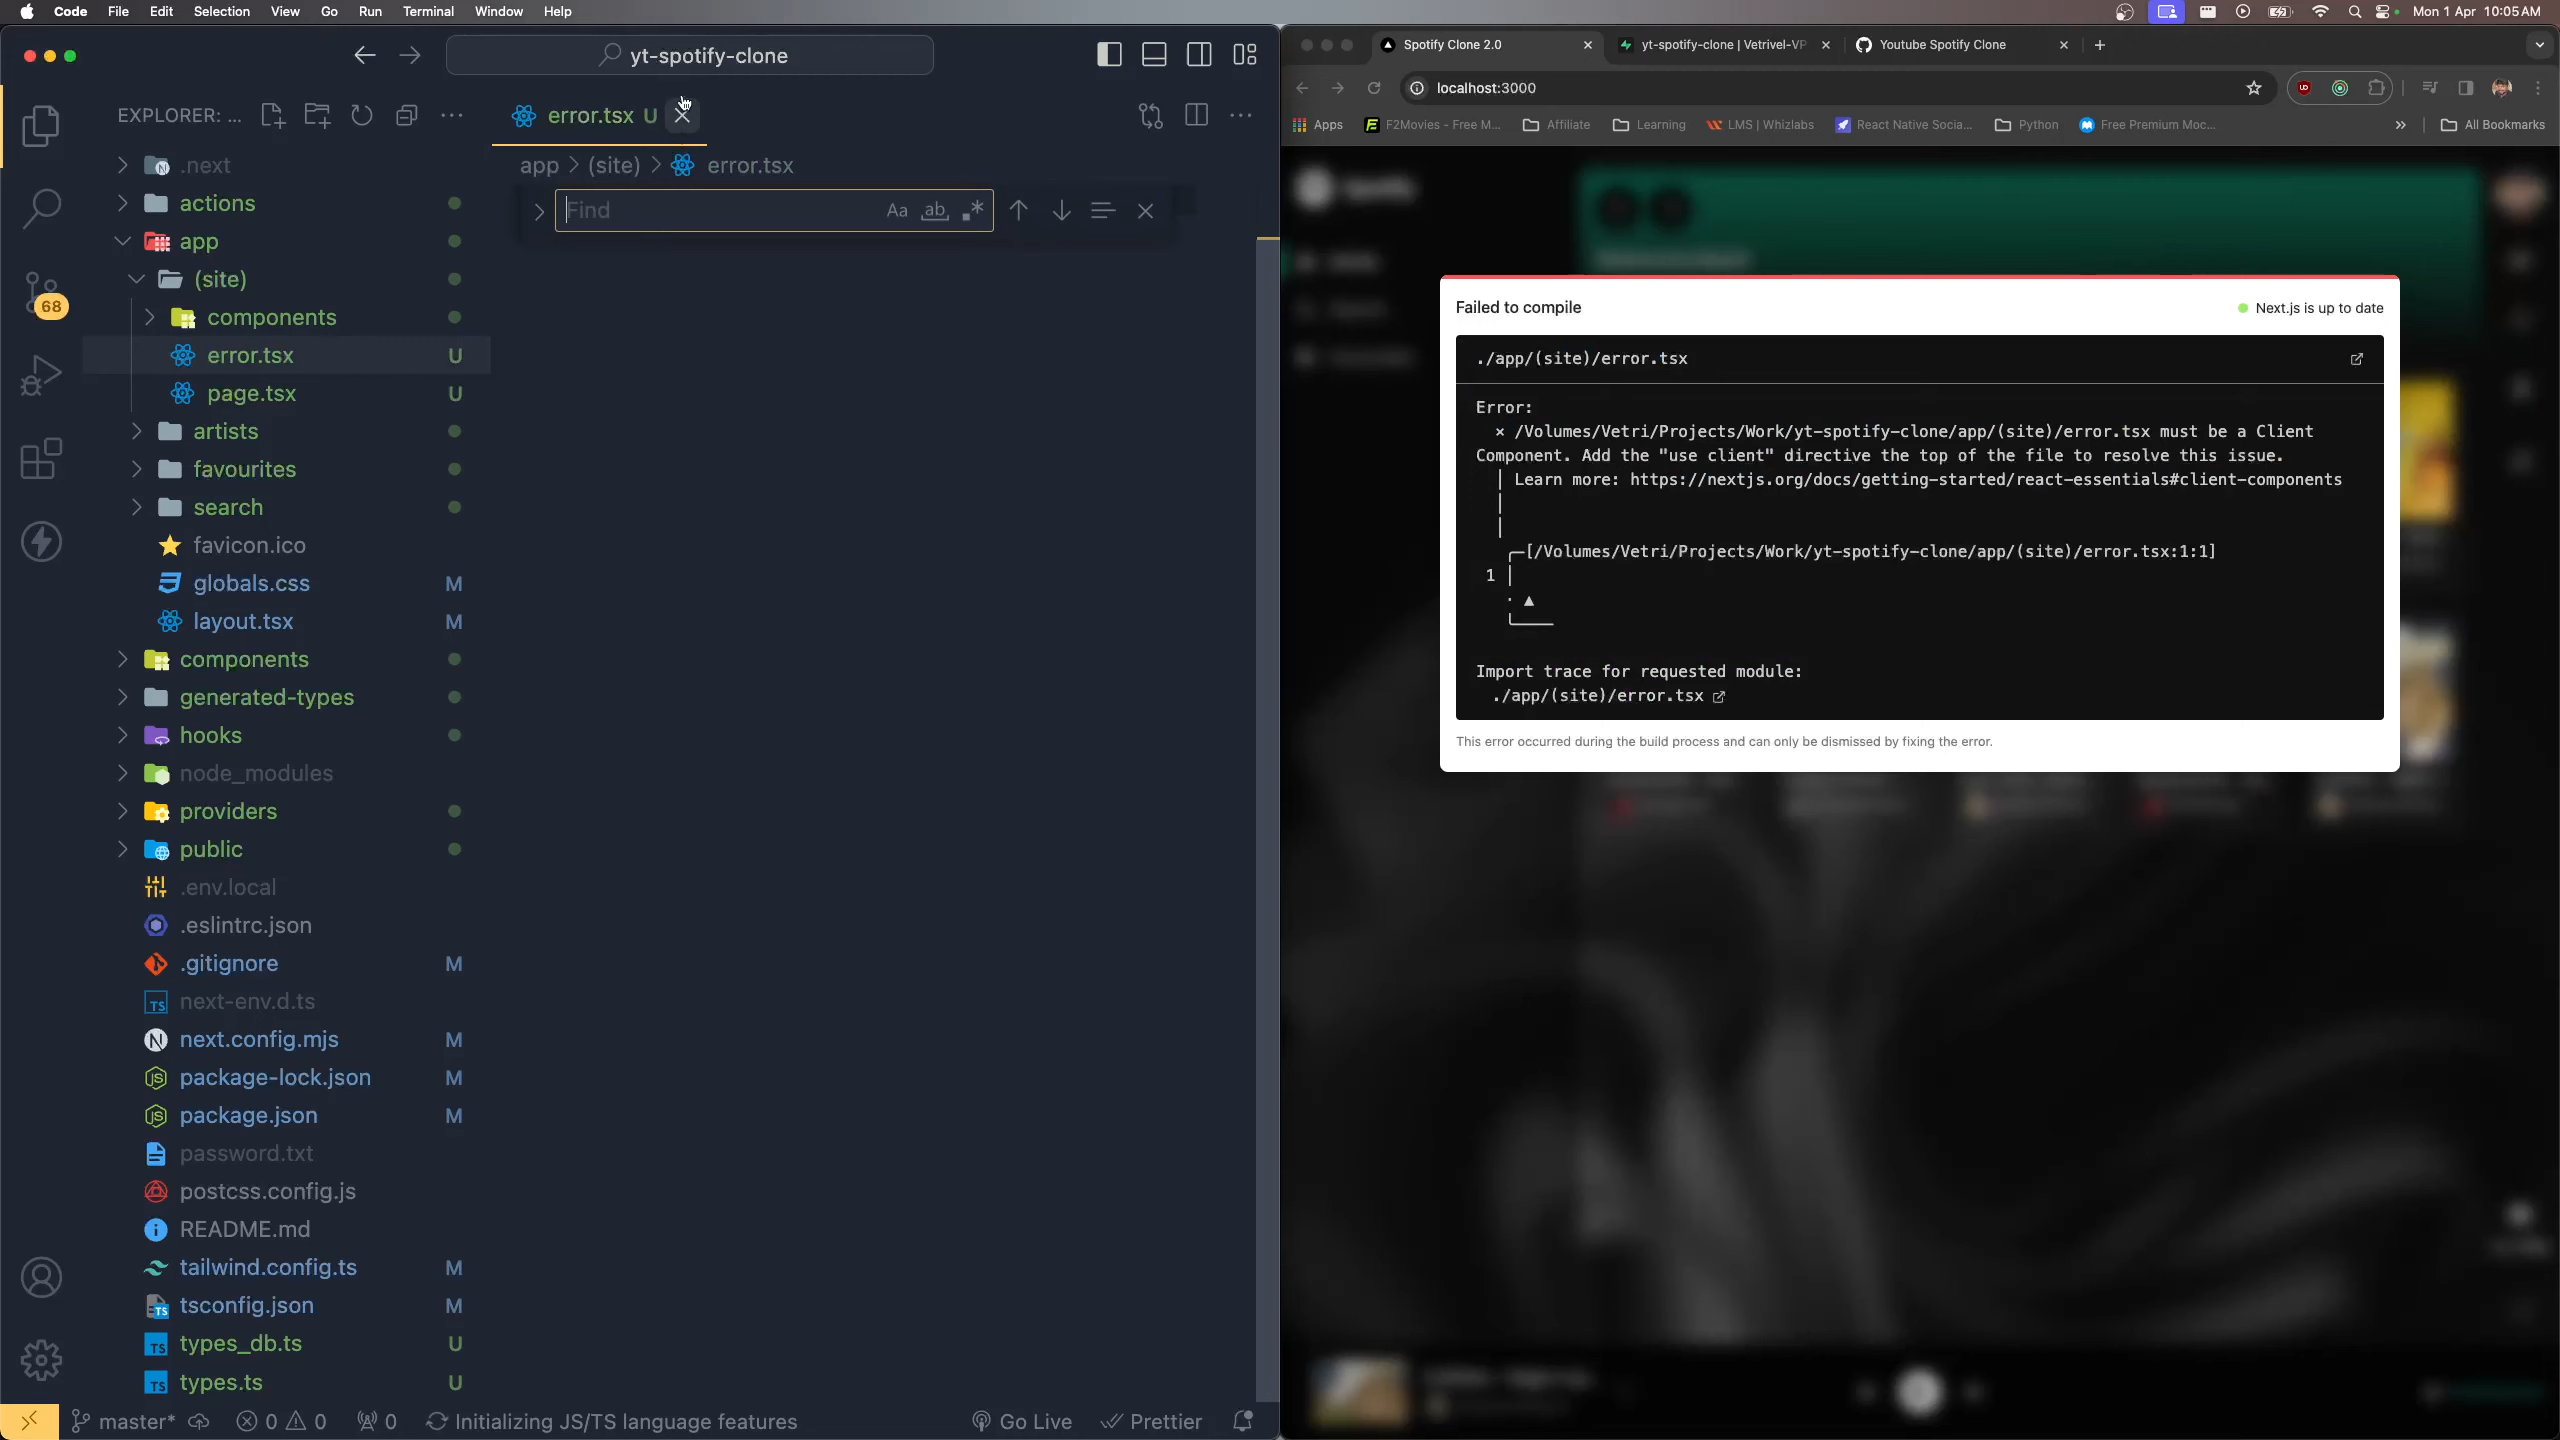 Code File Edit Selection View Go Run Terminal Window Help
Mon 1 Apr 10:05AM
yt-spotify-clone
EXPLORER: ...
error.tsx U
app > (site) > error.tsx
Find
Aa ab
.next
actions
app
(site)
components
error.tsx U
page.tsx U
artists
favourites
search
favicon.ico
globals.css M
layout.tsx M
components
generated-types
hooks
node_modules
providers
public
.env.local
.eslintrc.json
.gitignore M
next-env.d.ts
next.config.mjs M
package-lock.json M
package.json M
password.txt
postcss.config.js
README.md
tailwind.config.ts M
tsconfig.json M
types_db.ts U
types.ts U
68
master* 0 0 0 Initializing JS/TS language features Go Live Prettier
Spotify Clone 2.0
yt-spotify-clone | Vetrivel-VP
Youtube Spotify Clone
localhost:3000
Apps F2Movies - Free M... Affiliate Learning LMS | Whizlabs React Native Socia... Python Free Premium Moc... » All Bookmarks
Failed to compile
Next.js is up to date
./app/(site)/error.tsx
Error:
× /Volumes/Vetri/Projects/Work/yt-spotify-clone/app/(site)/error.tsx must be a Client
Component. Add the "use client" directive the top of the file to resolve this issue.
│ Learn more: https://nextjs.org/docs/getting-started/react-essentials#client-components
│
│
╭─[/Volumes/Vetri/Projects/Work/yt-spotify-clone/app/(site)/error.tsx:1:1]
1 │
· ▲
╰────
Import trace for requested module:
./app/(site)/error.tsx
This error occurred during the build process and can only be dismissed by fixing the error.